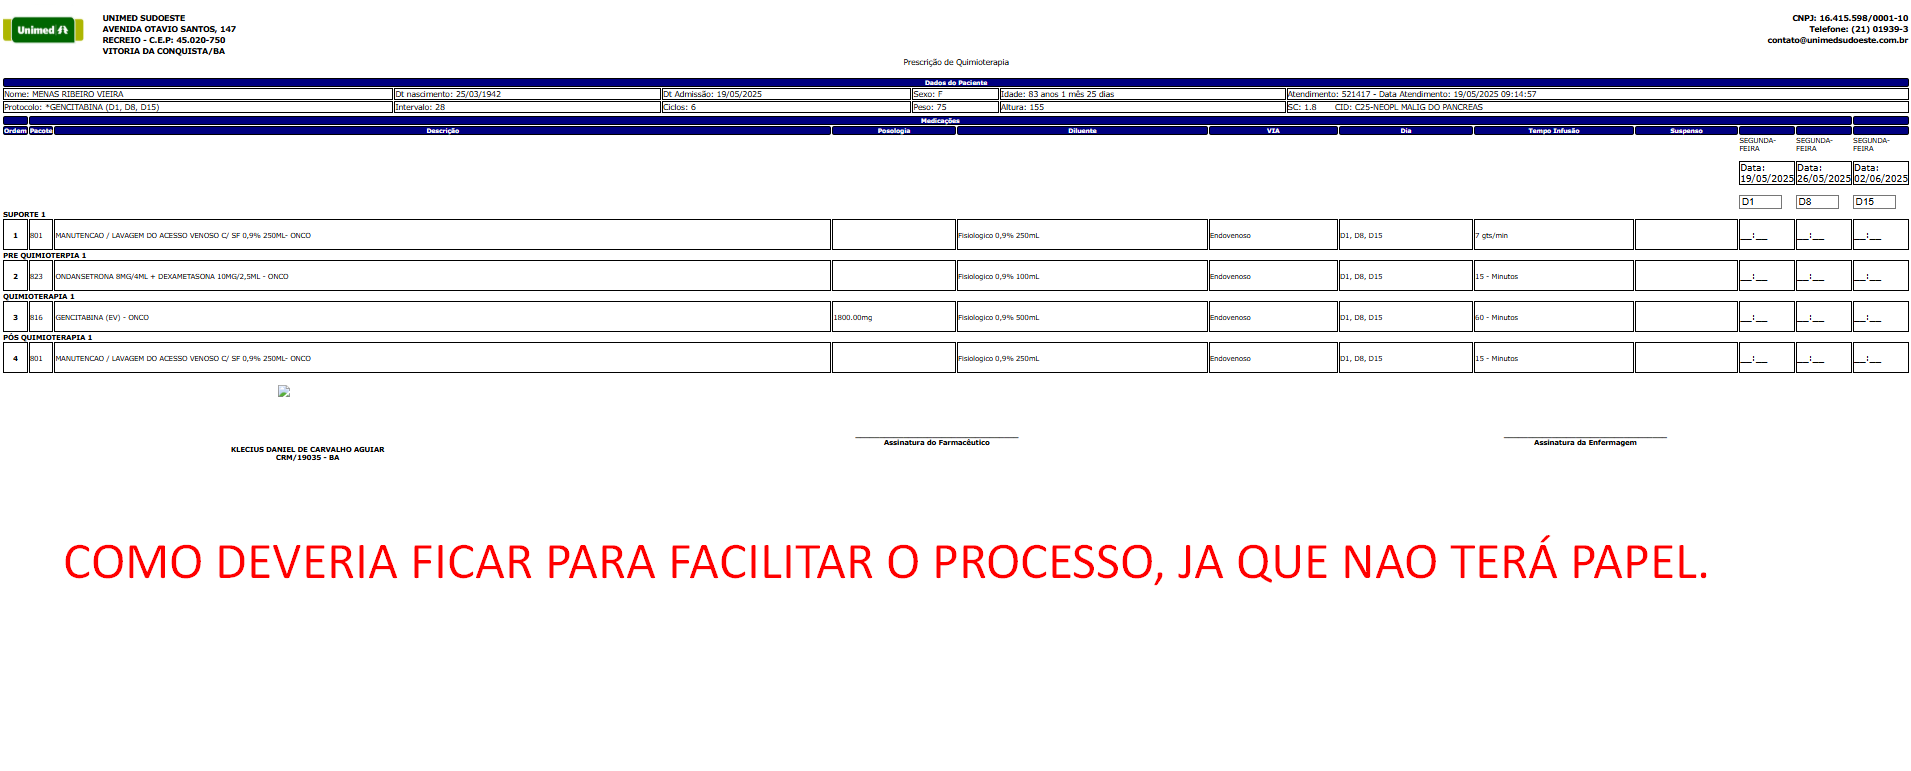 Unimed
UNIMED SUDOESTE
AVENIDA OTAVIO SANTOS, 147
RECREIO - C.E.P: 45.020-750
VITORIA DA CONQUISTA/BA
CNPJ: 16.415.598/0001-10
Telefone: (21) 01939-3
contato@unimedsudoeste.com.br
Prescrição de Quimioterapia
Dados do Paciente
Nome: MENAS RIBEIRO VIEIRA Dt nascimento: 25/03/1942 Dt Admissão: 19/05/2025 Sexo: F Idade: 83 anos 1 mês 25 dias Atendimento: 521417 - Data Atendimento: 19/05/2025 09:14:57
Protocolo: *GENCITABINA (D1, D8, D15) Intervalo: 28 Ciclos: 6 Peso: 75 Altura: 155 SC: 1.8 CID: C25-NEOPL MALIG DO PANCREAS
Medicações
Ordem Pacote Descrição Posologia Diluente VIA Dia Tempo Infusão Suspenso
SEGUNDA-FEIRA SEGUNDA-FEIRA SEGUNDA-FEIRA
Data: 19/05/2025 Data: 26/05/2025 Data: 02/06/2025
D1 D8 D15
SUPORTE 1
1 801 MANUTENCAO / LAVAGEM DO ACESSO VENOSO C/ SF 0,9% 250ML- ONCO Fisiologico 0,9% 250mL Endovenoso D1, D8, D15 7 gts/min __:__ __:__ __:__
PRE QUIMIOTERPIA 1
2 823 ONDANSETRONA 8MG/4ML + DEXAMETASONA 10MG/2,5ML - ONCO Fisiologico 0,9% 100mL Endovenoso D1, D8, D15 15 - Minutos __:__ __:__ __:__
QUIMIOTERAPIA 1
3 816 GENCITABINA (EV) - ONCO 1800.00mg Fisiologico 0,9% 500mL Endovenoso D1, D8, D15 60 - Minutos __:__ __:__ __:__
PÓS QUIMIOTERAPIA 1
4 801 MANUTENCAO / LAVAGEM DO ACESSO VENOSO C/ SF 0,9% 250ML- ONCO Fisiologico 0,9% 250mL Endovenoso D1, D8, D15 15 - Minutos __:__ __:__ __:__
KLECIUS DANIEL DE CARVALHO AGUIAR
CRM/19035 - BA
Assinatura do Farmacêutico
Assinatura da Enfermagem
COMO DEVERIA FICAR PARA FACILITAR O PROCESSO, JA QUE NAO TERÁ PAPEL.